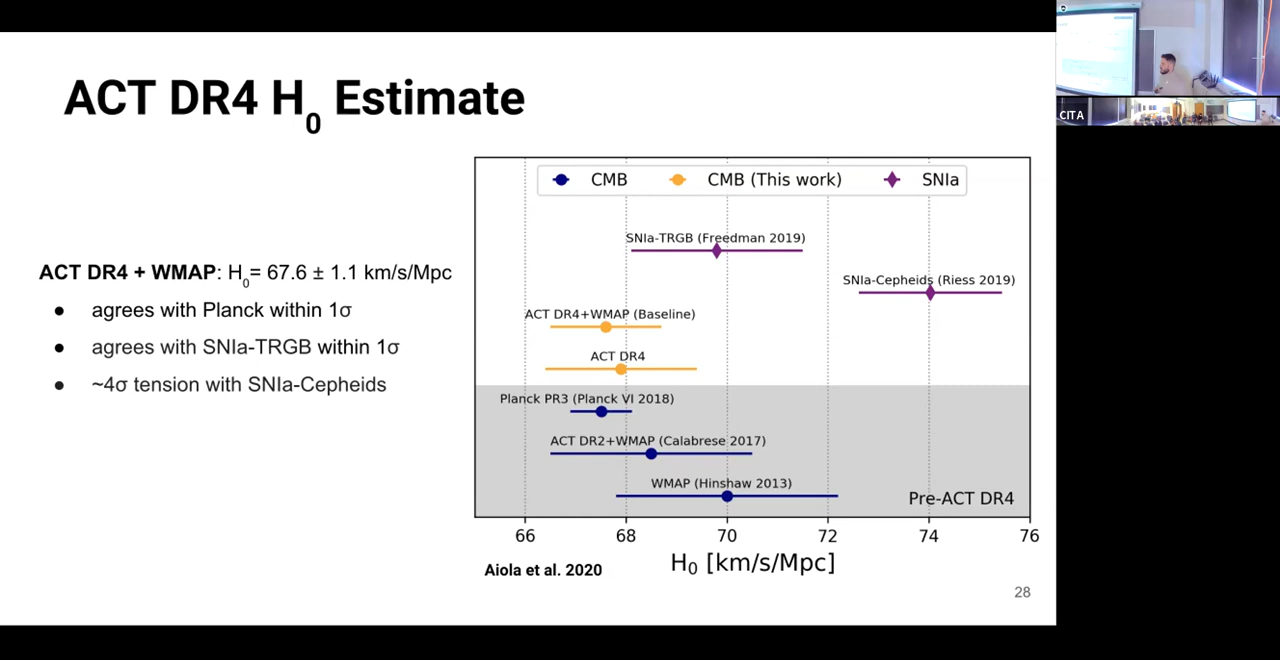 ACT DR4 H0 Estimate
ACT DR4 + WMAP: H0= 67.6 ± 1.1 km/s/Mpc
● agrees with Planck within 1σ
● agrees with SNIa-TRGB within 1σ
● ~4σ tension with SNIa-Cepheids
CMB CMB (This work) SNIa
SNIa-TRGB (Freedman 2019)
SNIa-Cepheids (Riess 2019)
ACT DR4+WMAP (Baseline)
ACT DR4
Planck PR3 (Planck VI 2018)
ACT DR2+WMAP (Calabrese 2017)
WMAP (Hinshaw 2013)
Pre-ACT DR4
66 68 70 72 74 76
H0 [km/s/Mpc]
Aiola et al. 2020
28
CITA